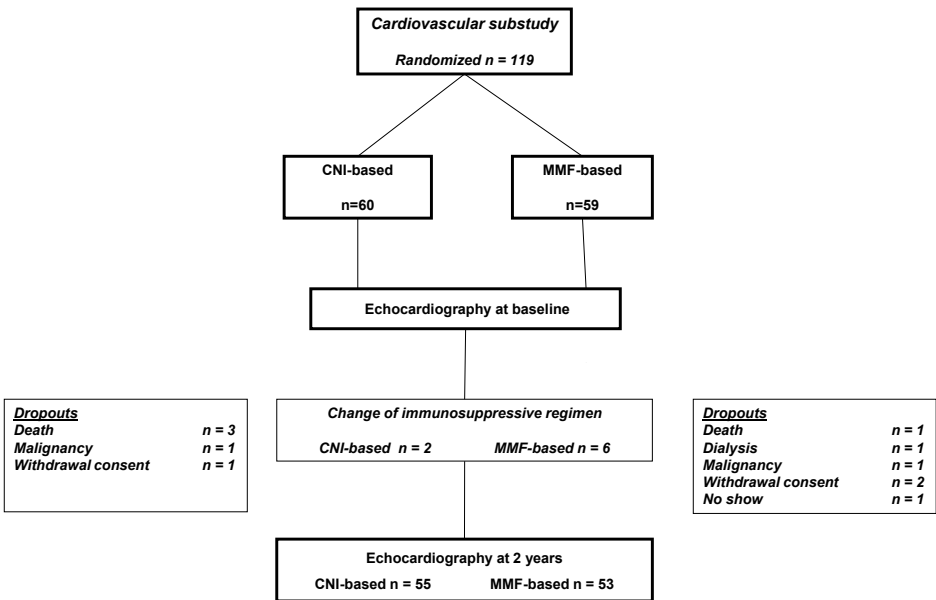 Cardiovascular substudy
Randomized n = 119
CNI-based
n=60
MMF-based
n=59
Echocardiography at baseline
Dropouts
Death n = 3
Malignancy n = 1
Withdrawal consent n = 1
Change of immunosuppressive regimen
CNI-based n = 2 MMF-based n = 6
Dropouts
Death n = 1
Dialysis n = 1
Malignancy n = 1
Withdrawal consent n = 2
No show n = 1
Echocardiography at 2 years
CNI-based n = 55 MMF-based n = 53